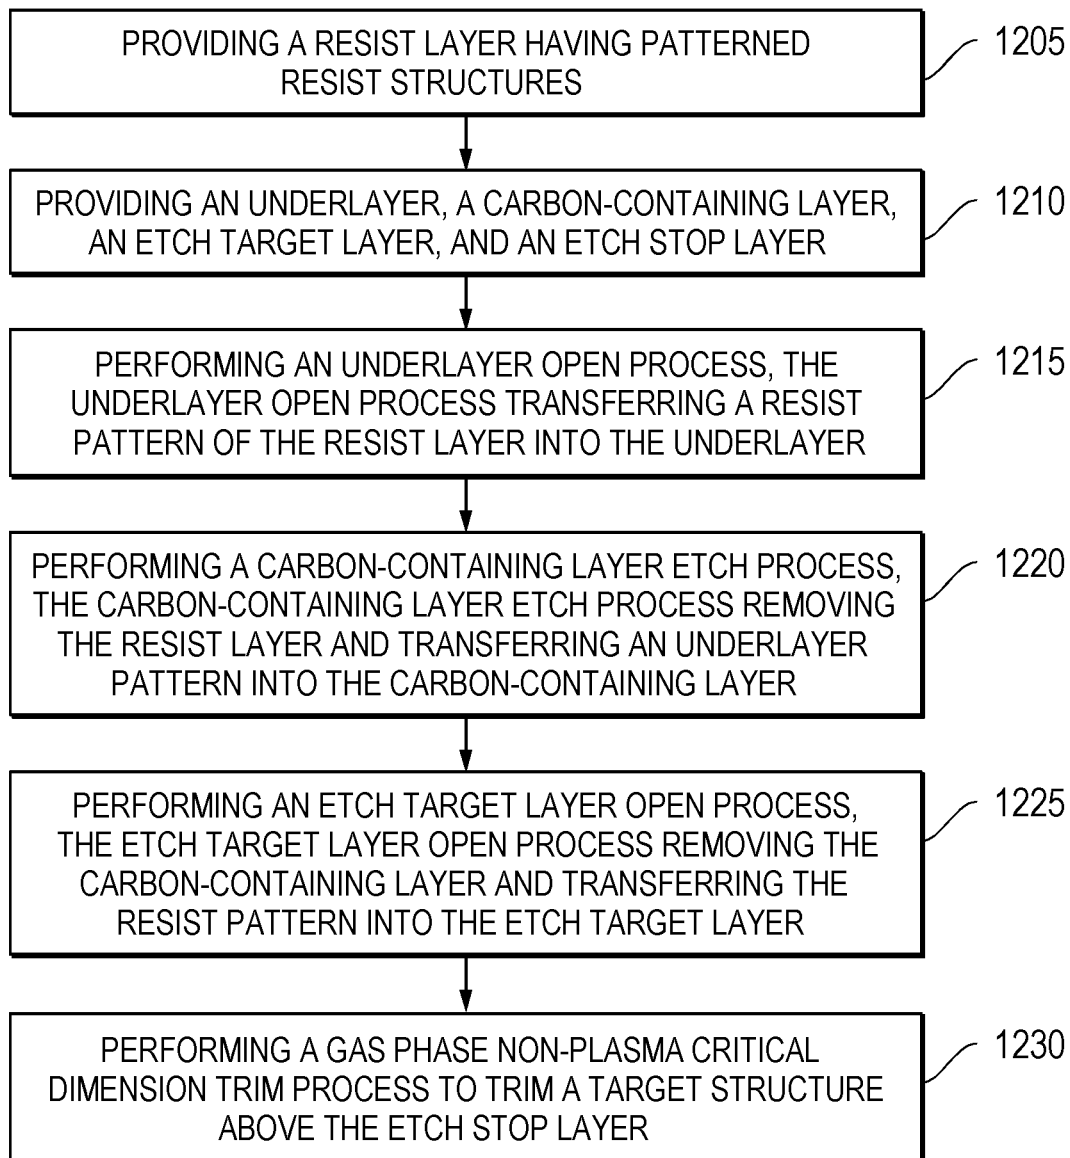 PROVIDING A RESIST LAYER HAVING PATTERNED
RESIST STRUCTURES
1205
PROVIDING AN UNDERLAYER, A CARBON-CONTAINING LAYER,
AN ETCH TARGET LAYER, AND AN ETCH STOP LAYER
1210
PERFORMING AN UNDERLAYER OPEN PROCESS, THE
UNDERLAYER OPEN PROCESS TRANSFERRING A RESIST
PATTERN OF THE RESIST LAYER INTO THE UNDERLAYER
1215
PERFORMING A CARBON-CONTAINING LAYER ETCH PROCESS,
THE CARBON-CONTAINING LAYER ETCH PROCESS REMOVING
THE RESIST LAYER AND TRANSFERRING AN UNDERLAYER
PATTERN INTO THE CARBON-CONTAINING LAYER
1220
PERFORMING AN ETCH TARGET LAYER OPEN PROCESS,
THE ETCH TARGET LAYER OPEN PROCESS REMOVING THE
CARBON-CONTAINING LAYER AND TRANSFERRING THE
RESIST PATTERN INTO THE ETCH TARGET LAYER
1225
PERFORMING A GAS PHASE NON-PLASMA CRITICAL
DIMENSION TRIM PROCESS TO TRIM A TARGET STRUCTURE
ABOVE THE ETCH STOP LAYER
1230